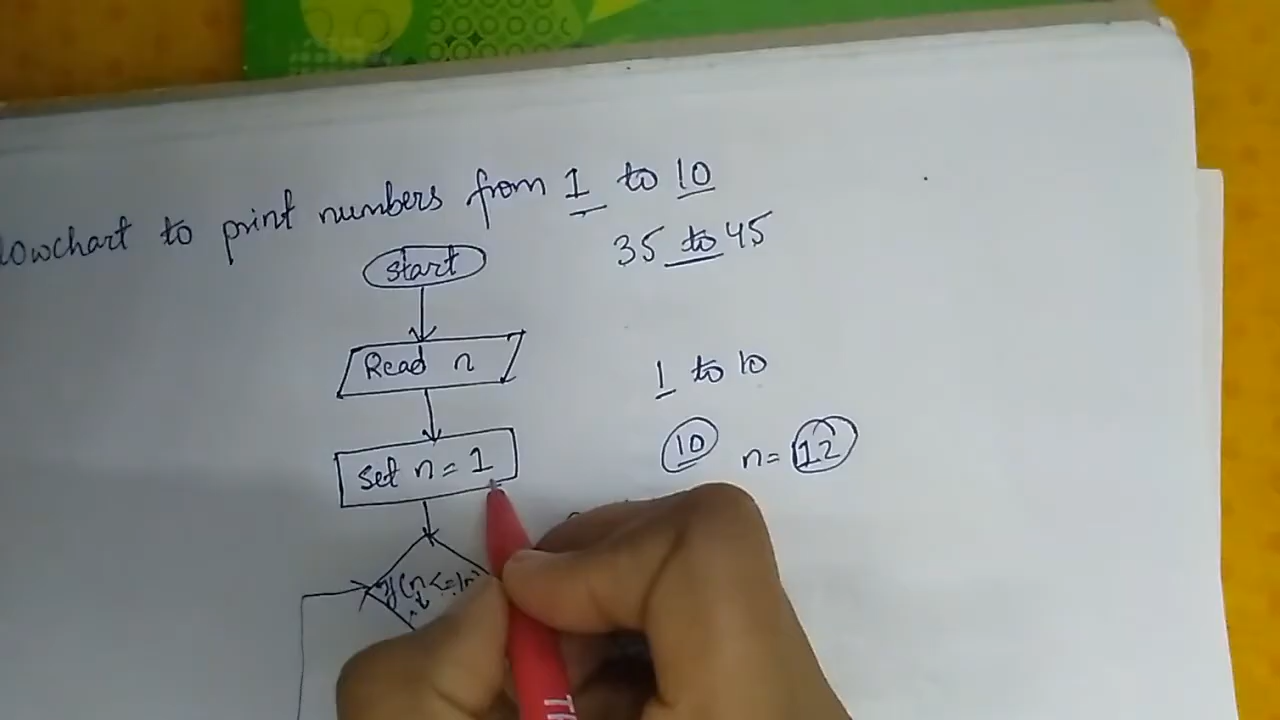 lowchart to print numbers from 1 to 10
35 to 45
start
Read n
1 to 10
Set n = 1
10 n = 12